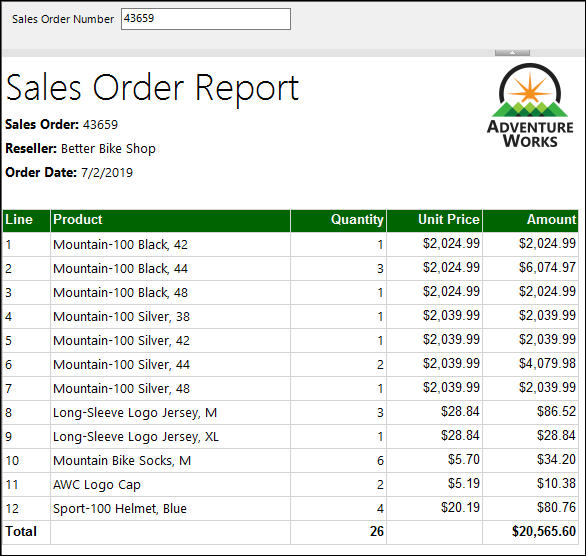 Sales Order Number 43659
Sales Order Report
ADVENTURE
WORKS
Sales Order: 43659
Reseller: Better Bike Shop
Order Date: 7/2/2019
Line Product Quantity Unit Price Amount
1 Mountain-100 Black, 42 1 $2,024.99 $2,024.99
2 Mountain-100 Black, 44 3 $2,024.99 $6,074.97
3 Mountain-100 Black, 48 1 $2,024.99 $2,024.99
4 Mountain-100 Silver, 38 1 $2,039.99 $2,039.99
5 Mountain-100 Silver, 42 1 $2,039.99 $2,039.99
6 Mountain-100 Silver, 44 2 $2,039.99 $4,079.98
7 Mountain-100 Silver, 48 1 $2,039.99 $2,039.99
8 Long-Sleeve Logo Jersey, M 3 $28.84 $86.52
9 Long-Sleeve Logo Jersey, XL 1 $28.84 $28.84
10 Mountain Bike Socks, M 6 $5.70 $34.20
11 AWC Logo Cap 2 $5.19 $10.38
12 Sport-100 Helmet, Blue 4 $20.19 $80.76
Total 26 $20,565.60